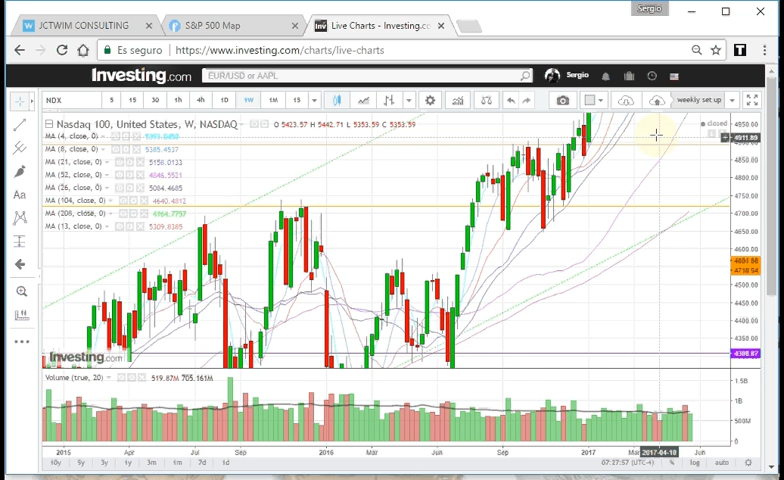 Sergio
JCTWIM CONSULTING
S&P 500 Map
Live Charts - Investing.co
Es seguro
https://www.investing.com/charts/live-charts
Investing.com
EUR/USD or AAPL
Sergio
NDX
5 15 30 1h 4h 1D 1W 1M 15
weekly set up
Nasdaq 100, United States, W, NASDAQ
O 5423.57 H 5442.71 L 5353.59 C 5353.59
closed
MA (4, close, 0)
MA (8, close, 0) 5385.4537
MA (21, close, 0) 5158.0133
MA (52, close, 0) 4846.5521
MA (26, close, 0) 5084.4685
MA (104, close, 0) 4640.4812
MA (208, close, 0) 4164.7757
MA (13, close, 0) 5309.8385
4950.00
4911.89
4850.00
4800.00
4750.00
4700.00
4650.00
4600.00
4738.54
4500.00
4450.00
4400.00
4350.00
Aa
Investing.com
Volume (true, 20)
519.87M 705.161M
1.5B
1B
500M
0
2015 Apr Jul Sep 2016 Mar Jun Sep 2017 Mar 2017-04-10 Jun
10y 5y 1y 1m 7d 1d
07:27:57 (UTC-4) % log auto